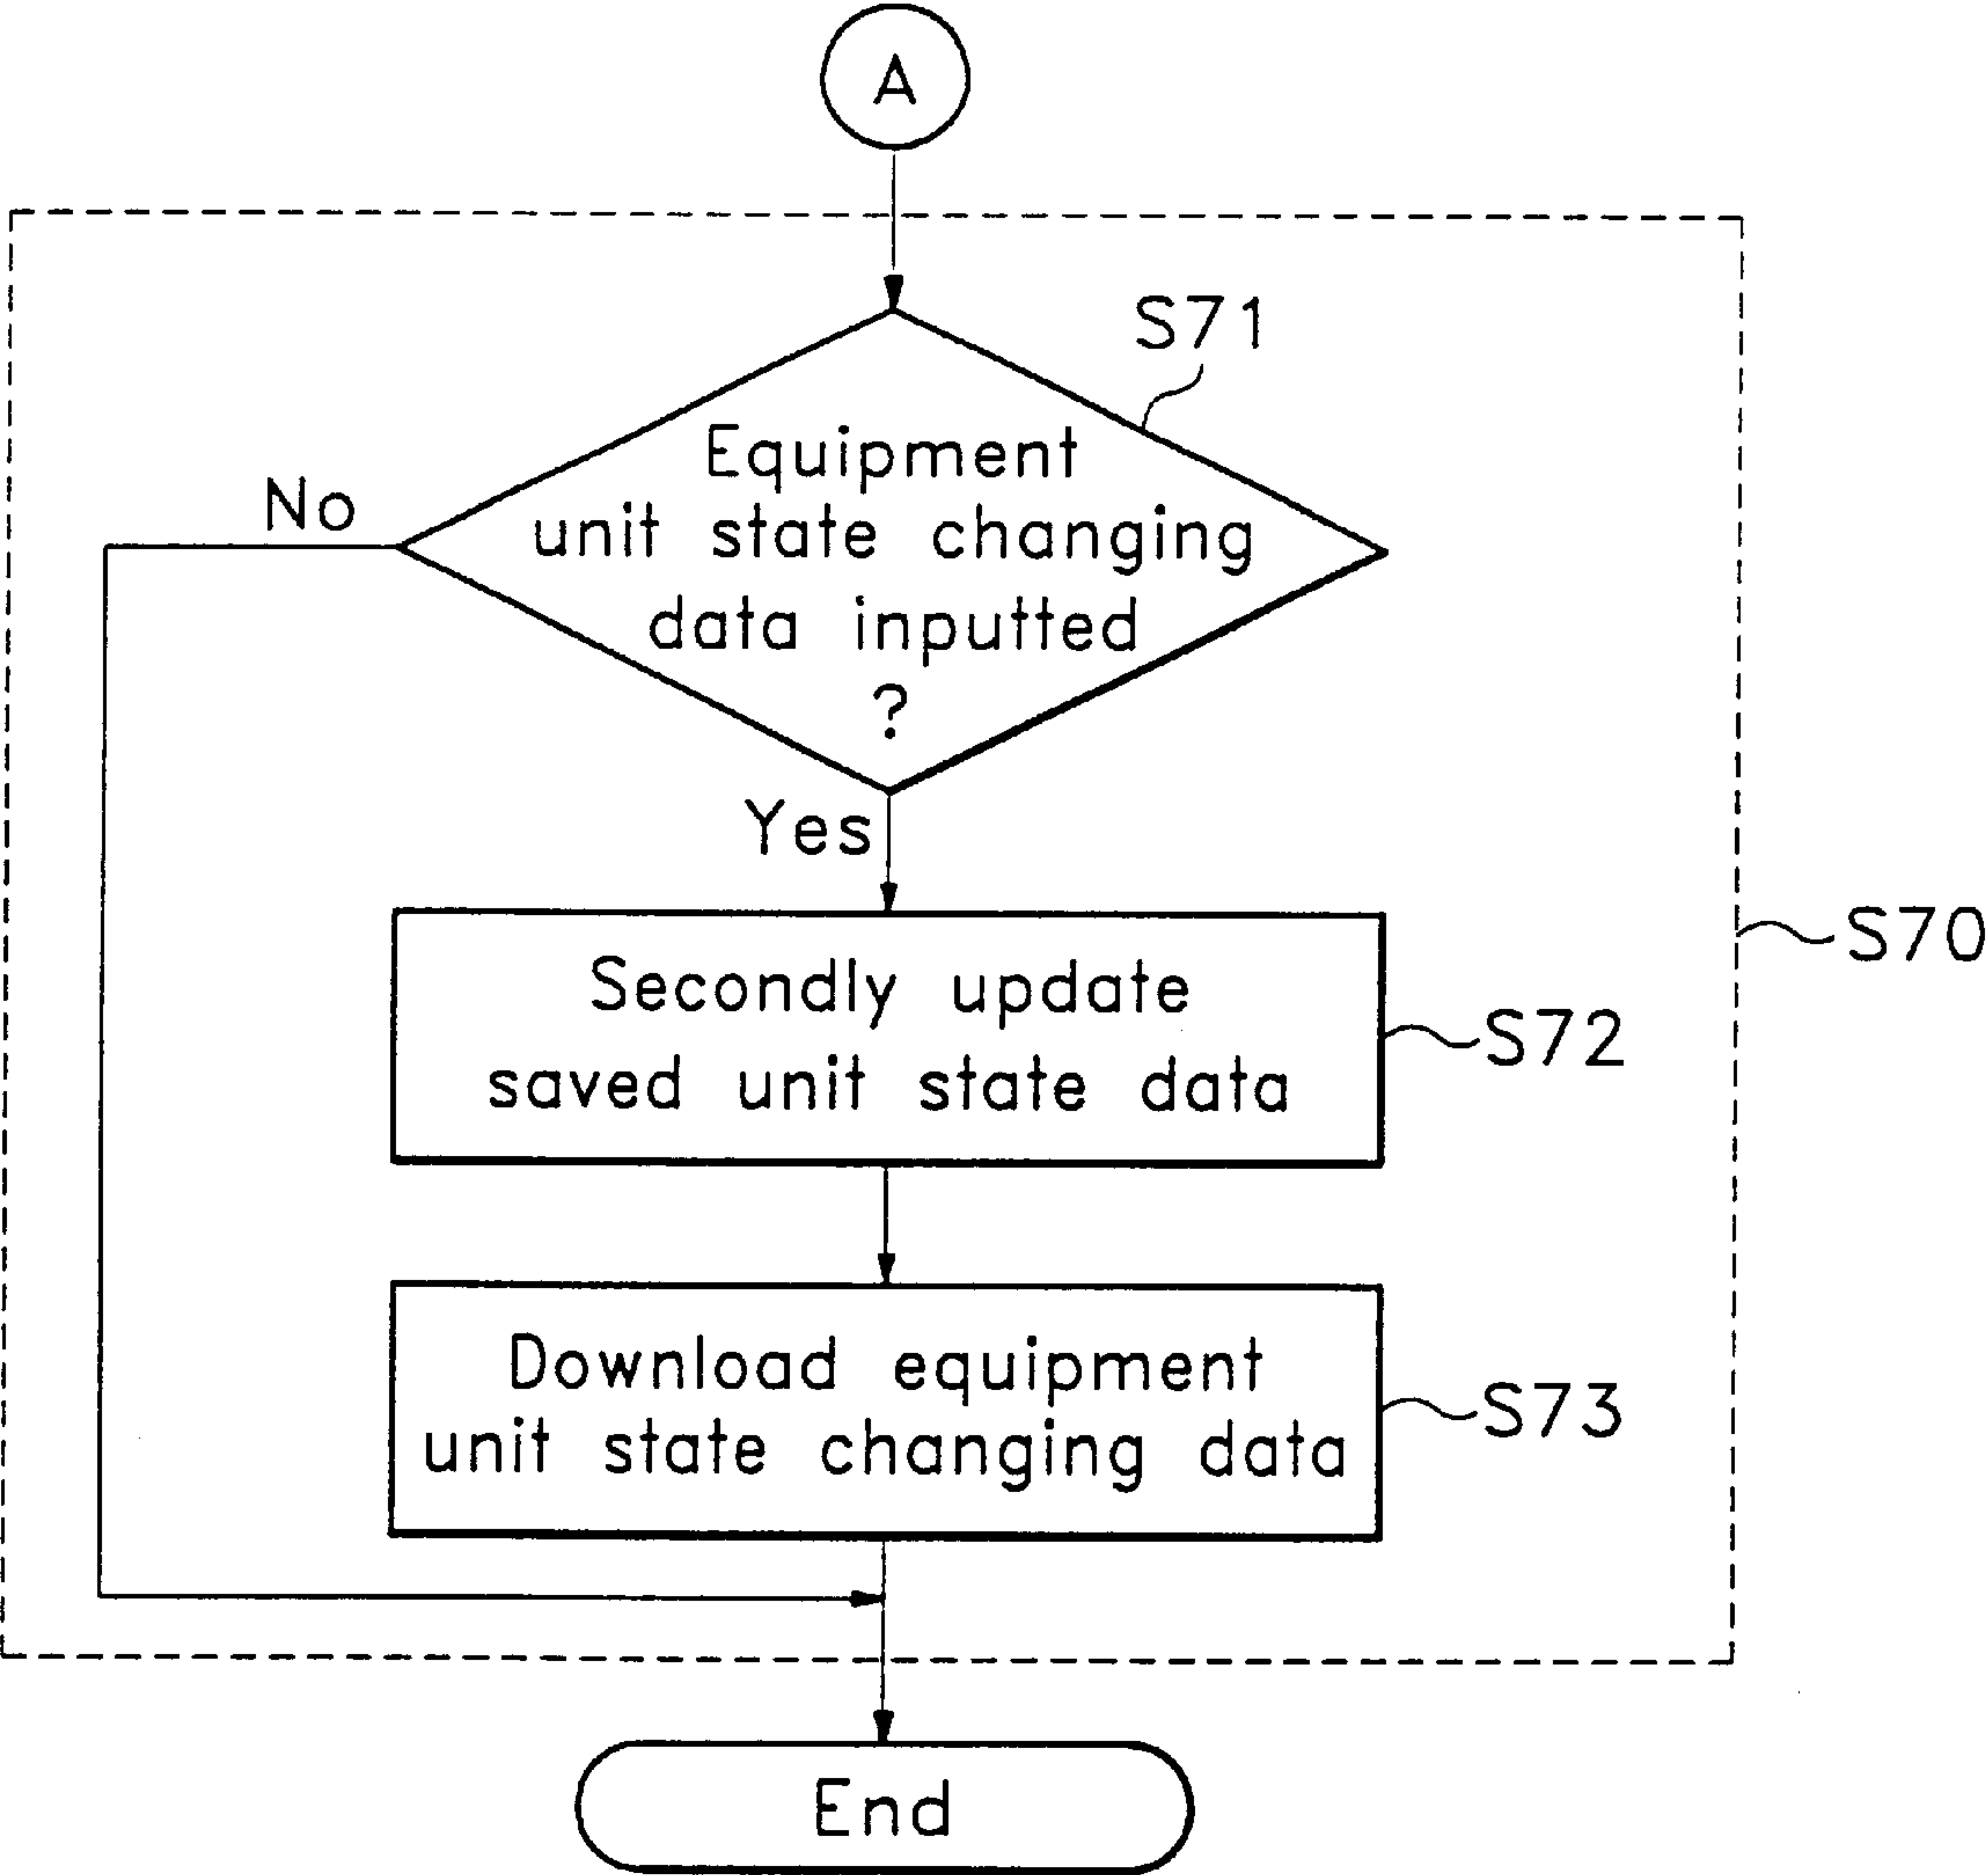 A
S71
Equipment
unit state changing
data inputted
?
No
Yes
Secondly update
saved unit state data
S70
S72
Download equipment
unit state changing data
S73
End